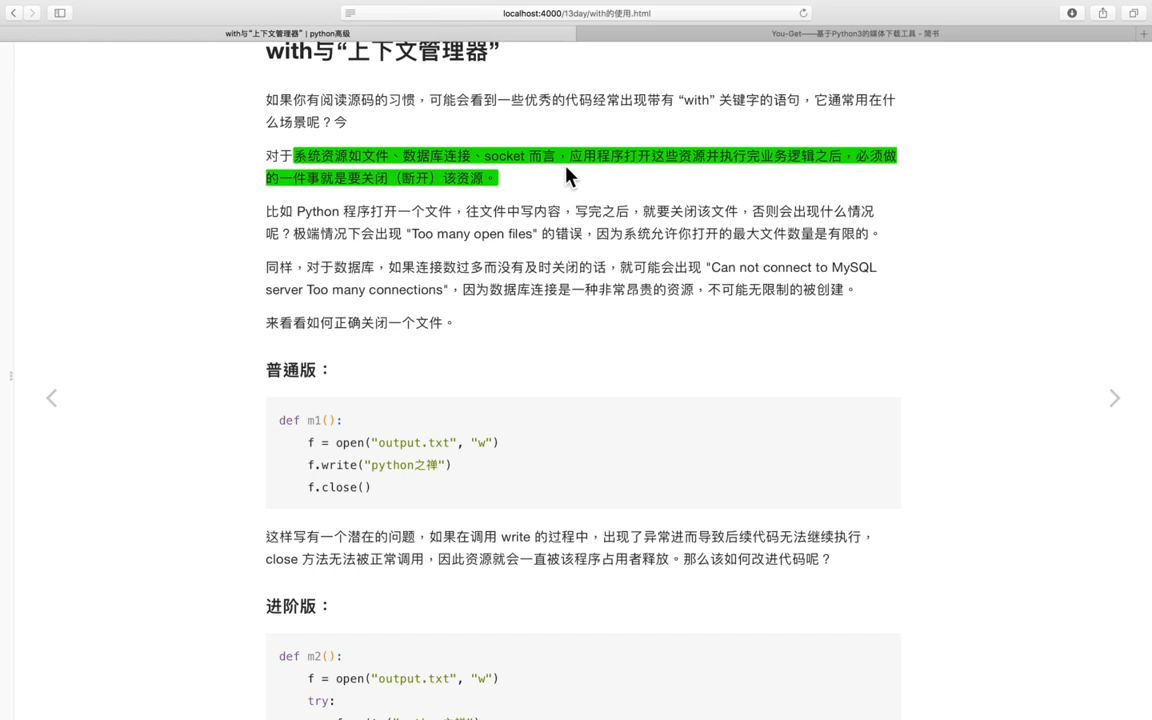 localhost:4000/13day/with的使用.html
with与“上下文管理器” | python高级
You-Get——基于Python3的媒体下载工具 - 简书
with与“上下文管理器”
如果你有阅读源码的习惯，可能会看到一些优秀的代码经常出现带有 “with” 关键字的语句，它通常用在什
么场景呢？今
对于系统资源如文件、数据库连接、socket 而言，应用程序打开这些资源并执行完业务逻辑之后，必须做
的一件事就是要关闭（断开）该资源。
比如 Python 程序打开一个文件，往文件中写内容，写完之后，就要关闭该文件，否则会出现什么情况
呢？极端情况下会出现 "Too many open files" 的错误，因为系统允许你打开的最大文件数量是有限的。
同样，对于数据库，如果连接数过多而没有及时关闭的话，就可能会出现 "Can not connect to MySQL
server Too many connections"，因为数据库连接是一种非常昂贵的资源，不可能无限制的被创建。
来看看如何正确关闭一个文件。
普通版：
def m1():
    f = open("output.txt", "w")
    f.write("python之禅")
    f.close()
这样写有一个潜在的问题，如果在调用 write 的过程中，出现了异常进而导致后续代码无法继续执行，
close 方法无法被正常调用，因此资源就会一直被该程序占用者释放。那么该如何改进代码呢？
进阶版：
def m2():
    f = open("output.txt", "w")
    try: